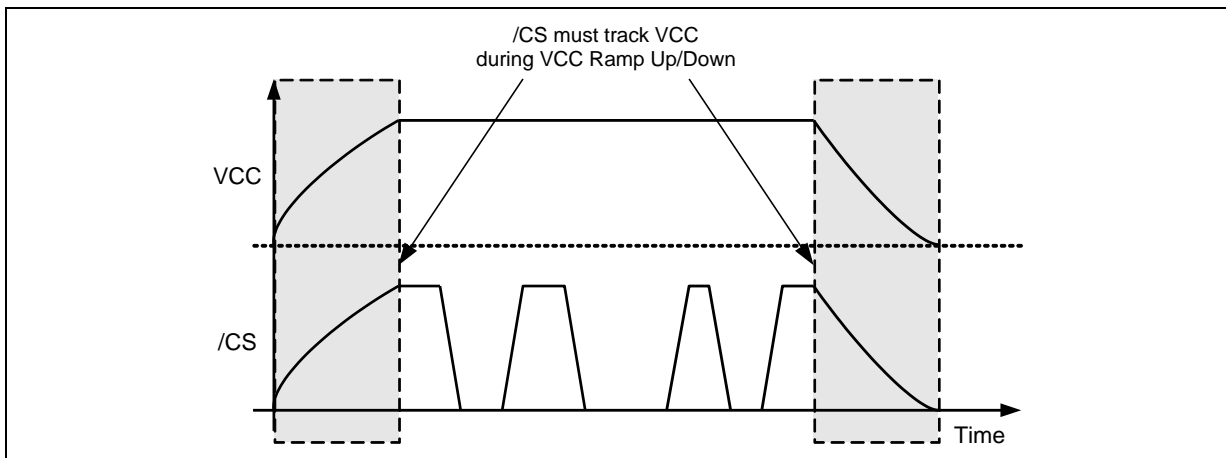 /CS must track VCC
during VCC Ramp Up/Down
VCC
/CS
Time